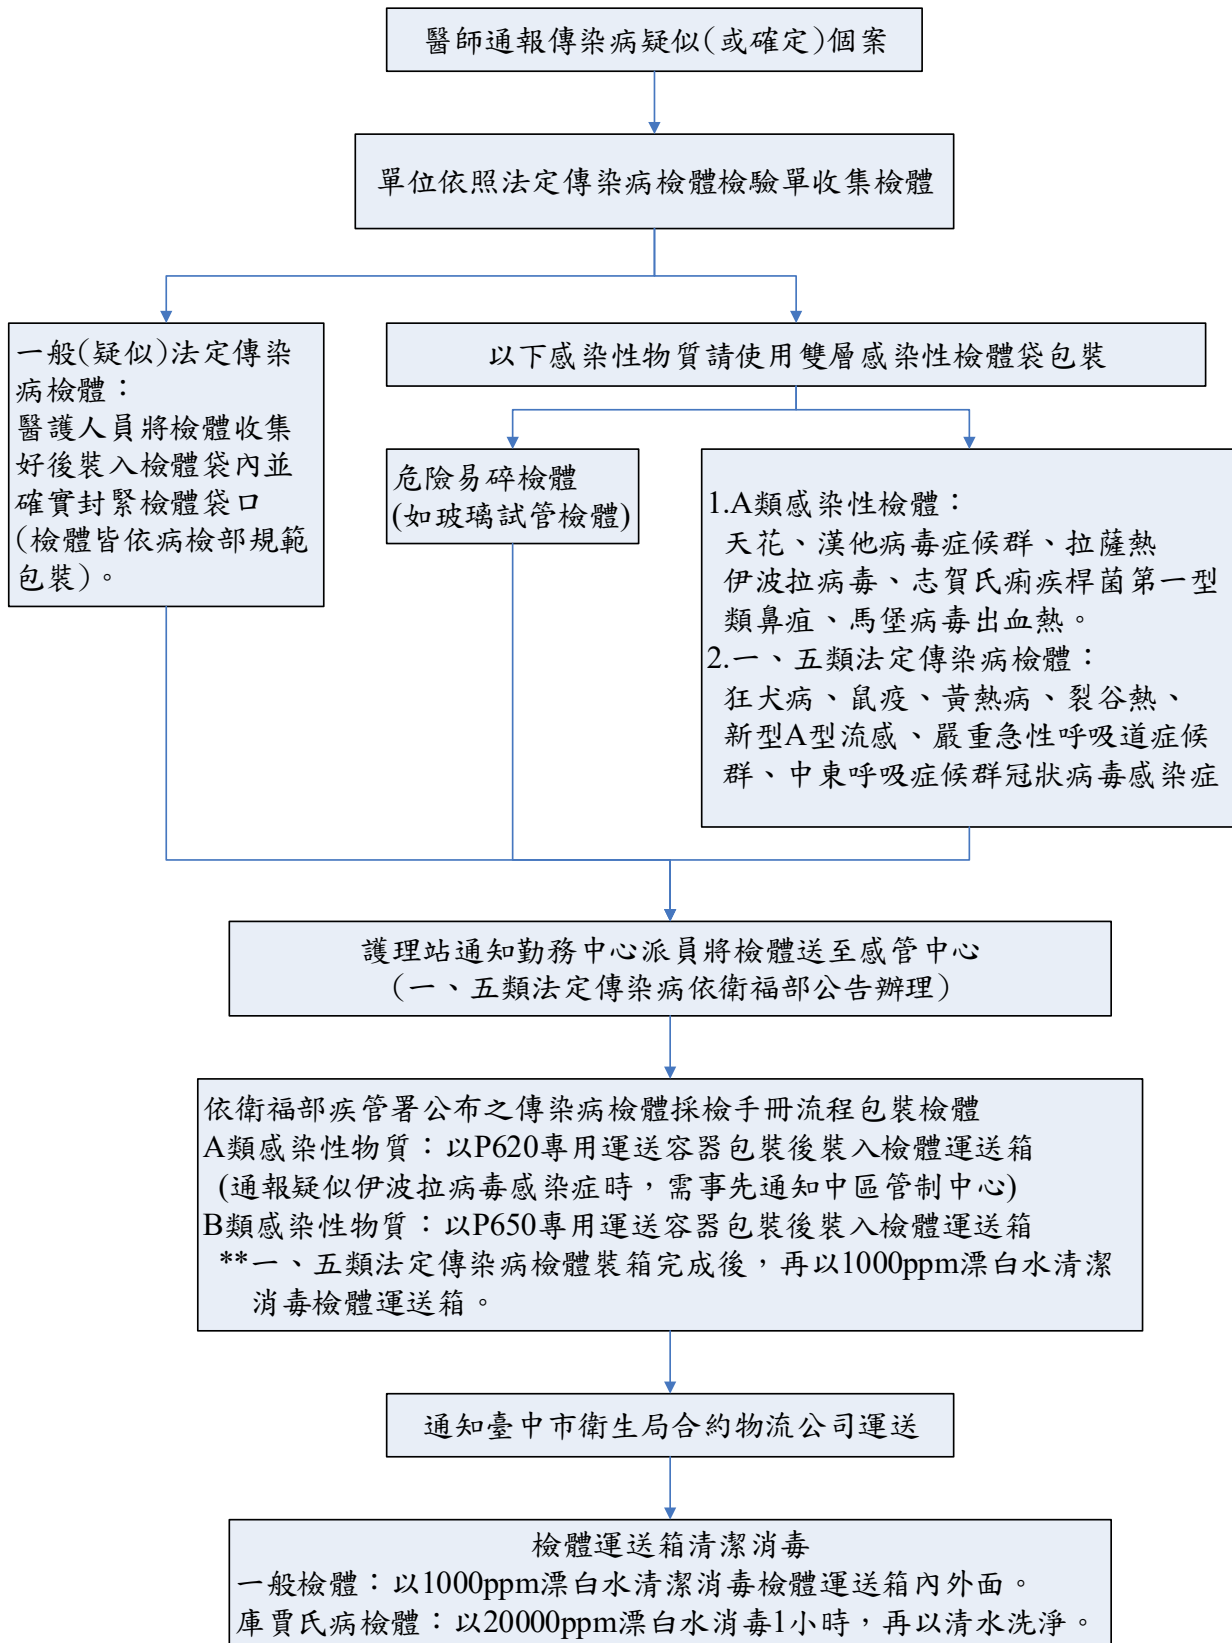 醫師通報傳染病疑似(或確定)個案
單位依照法定傳染病檢體檢驗單收集檢體
一般(疑似)法定傳染
病檢體：
醫護人員將檢體收集
好後裝入檢體袋內並
確實封緊檢體袋口
(檢體皆依病檢部規範
包裝)。
以下感染性物質請使用雙層感染性檢體袋包裝
危險易碎檢體
(如玻璃試管檢體)
1.A類感染性檢體：
天花、漢他病毒症候群、拉薩熱
伊波拉病毒、志賀氏痢疾桿菌第一型
類鼻疽、馬堡病毒出血熱。
2.一、五類法定傳染病檢體：
狂犬病、鼠疫、黃熱病、裂谷熱、
新型A型流感、嚴重急性呼吸道症候
群、中東呼吸症候群冠狀病毒感染症
護理站通知勤務中心派員將檢體送至感管中心
(一、五類法定傳染病依衛福部公告辦理)
依衛福部疾管署公布之傳染病檢體採檢手冊流程包裝檢體
A類感染性物質：以P620專用運送容器包裝後裝入檢體運送箱
(通報疑似伊波拉病毒感染症時，需事先通知中區管制中心)
B類感染性物質：以P650專用運送容器包裝後裝入檢體運送箱
**一、五類法定傳染病檢體裝箱完成後，再以1000ppm漂白水清潔
消毒檢體運送箱。
通知臺中市衛生局合約物流公司運送
檢體運送箱清潔消毒
一般檢體：以1000ppm漂白水清潔消毒檢體運送箱內外面。
庫賈氏病檢體：以20000ppm漂白水消毒1小時，再以清水洗淨。